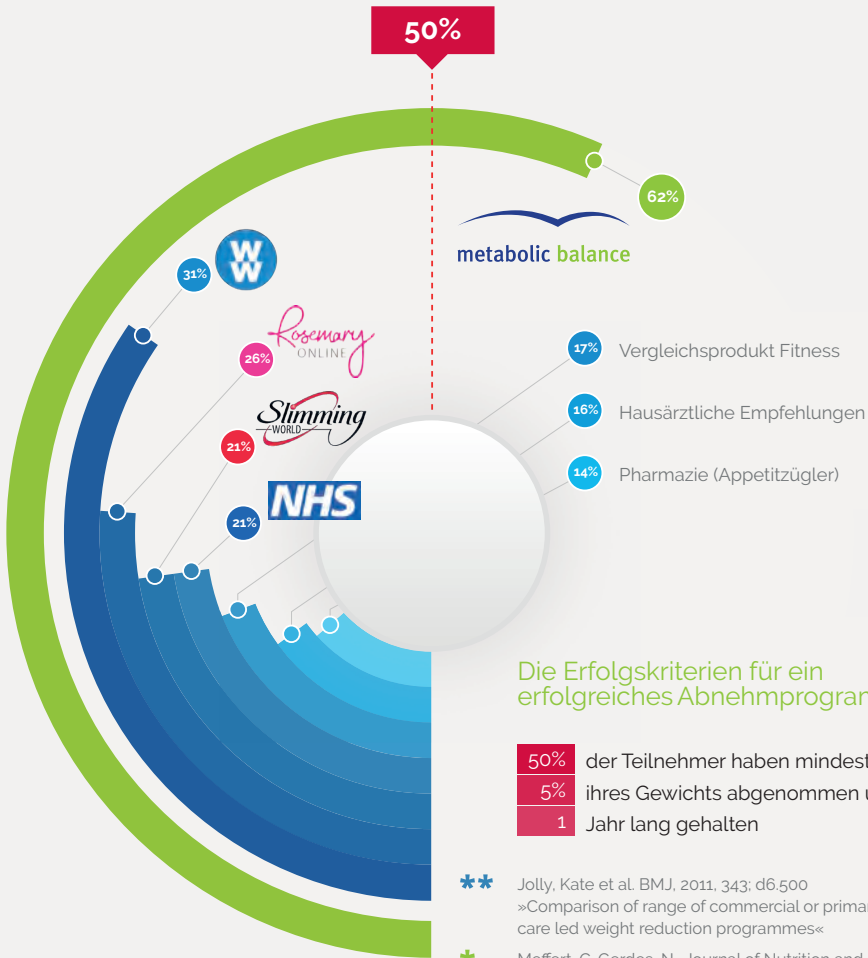 50%
62%
metabolic balance
W
W
31%
Rosemary
ONLINE
26%
17% Vergleichsprodukt Fitness
Slimming
WORLD
21%
16% Hausärztliche Empfehlungen
14% Pharmazie (Appetitzügler)
NHS
21%
Die Erfolgskriterien für ein
erfolgreiches
50% der Teilnehmer haben
5% ihres Gewichts abgenommen
1 Jahr lang gehalten
** Jolly, Kate et al. BMJ, 2011, 343; d6.500
»Comparison of range of commercial or
care led weight reduction programmes«